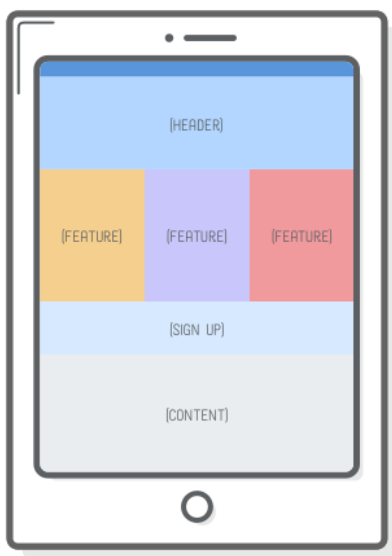 (HEADER)
(FEATURE) (FEATURE) (FEATURE)
(SIGN UP)
(CONTENT)